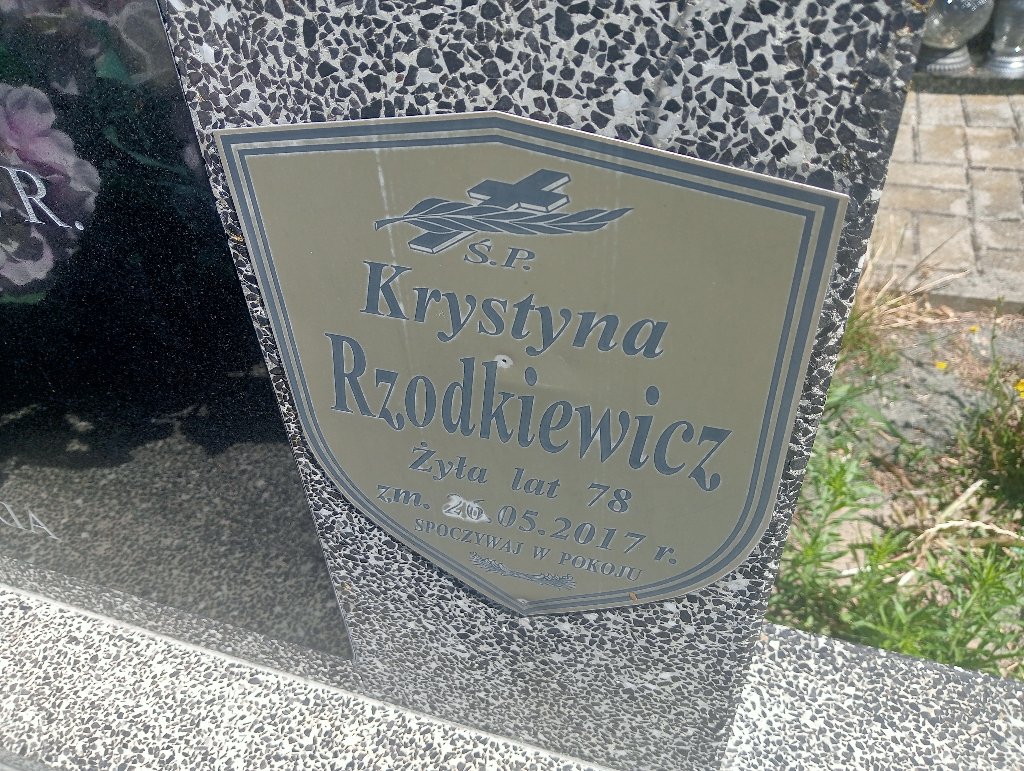 Ś.P.
Krystyna
Rzodkiewicz
Żyła lat 78
zm. 26.05.2017 r.
SPOCZYWAJ W POKOJU
R.